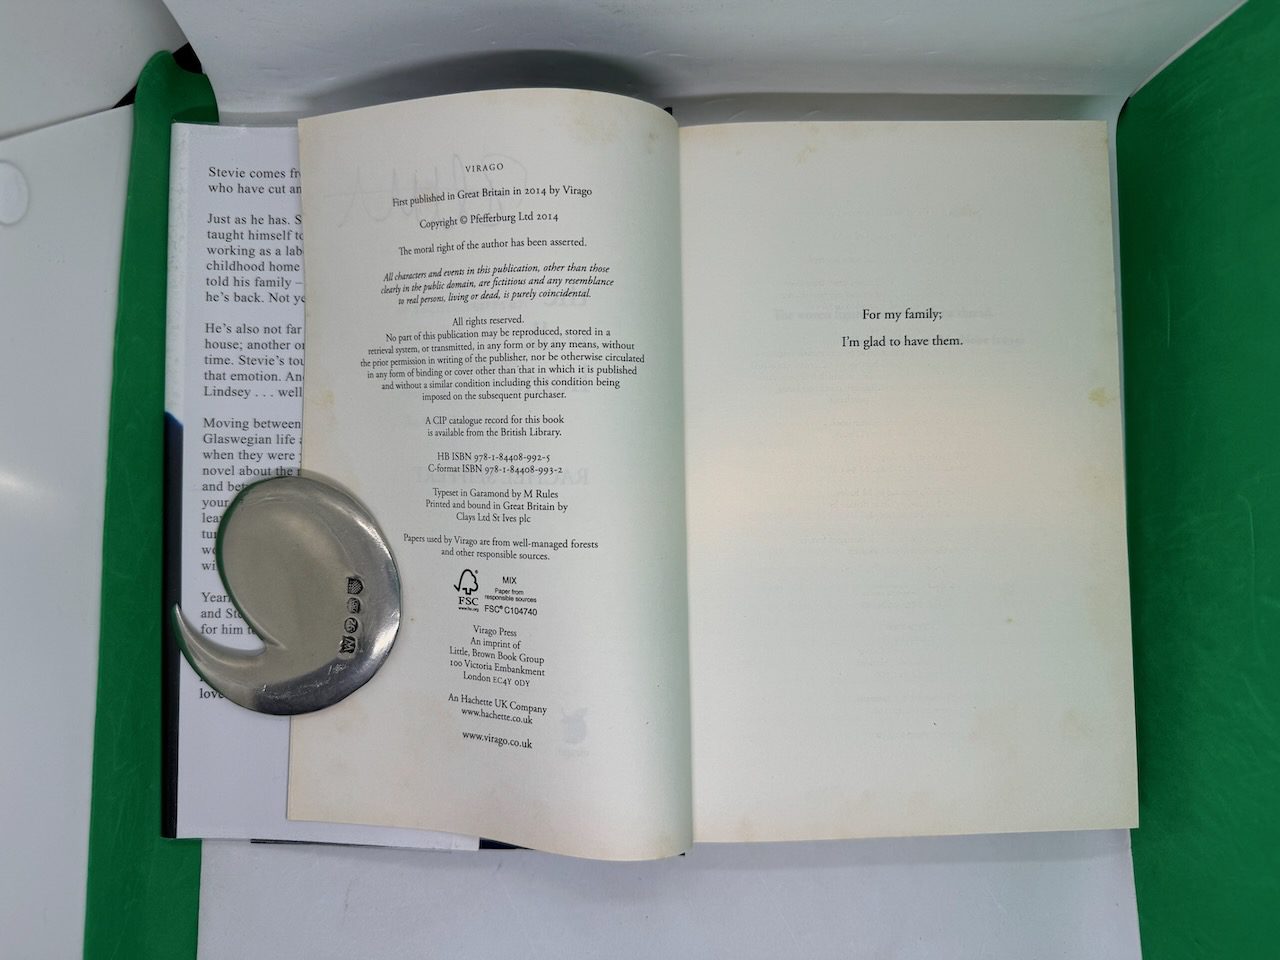 Stevie comes
who have cut
Just as he has.
taught himself
working as a
childhood home
told his family –
he's back. Not
He's also not far
house; another
time. Stevie's
that emotion.
Lindsey . . . well
Moving between
Glaswegian life
when they were
novel about the
and
your
and
for him
love
VIRAGO
First published in Great Britain in 2014 by Virago
Copyright © Pfefferburg Ltd 2014
The moral right of the author has been asserted.
All characters and events in this publication, other than those
clearly in the public domain, are fictitious and any resemblance
to real persons, living or dead, is purely coincidental.
All rights reserved.
No part of this publication may be reproduced, stored in a
retrieval system, or transmitted, in any form or by any means, without
the prior permission in writing of the publisher, nor be otherwise circulated
in any form of binding or cover other than that in which it is published
and without a similar condition including this condition being
imposed on the subsequent purchaser.
A CIP catalogue record for this book
is available from the British Library.
HB ISBN 978-1-84408-992-5
C-format ISBN 978-1-84408-993-2
Typeset in Garamond by M Rules
Printed and bound in Great Britain by
Clays Ltd St Ives plc
Papers used by Virago are from well-managed forests
and other responsible sources.
FSC
www.fsc.org
MIX
Paper from
responsible sources
FSC® C104740
Virago Press
An imprint of
Little, Brown Book Group
100 Victoria Embankment
London EC4Y 0DY
An Hachette UK Company
www.hachette.co.uk
www.virago.co.uk
For my family;
I'm glad to have them.